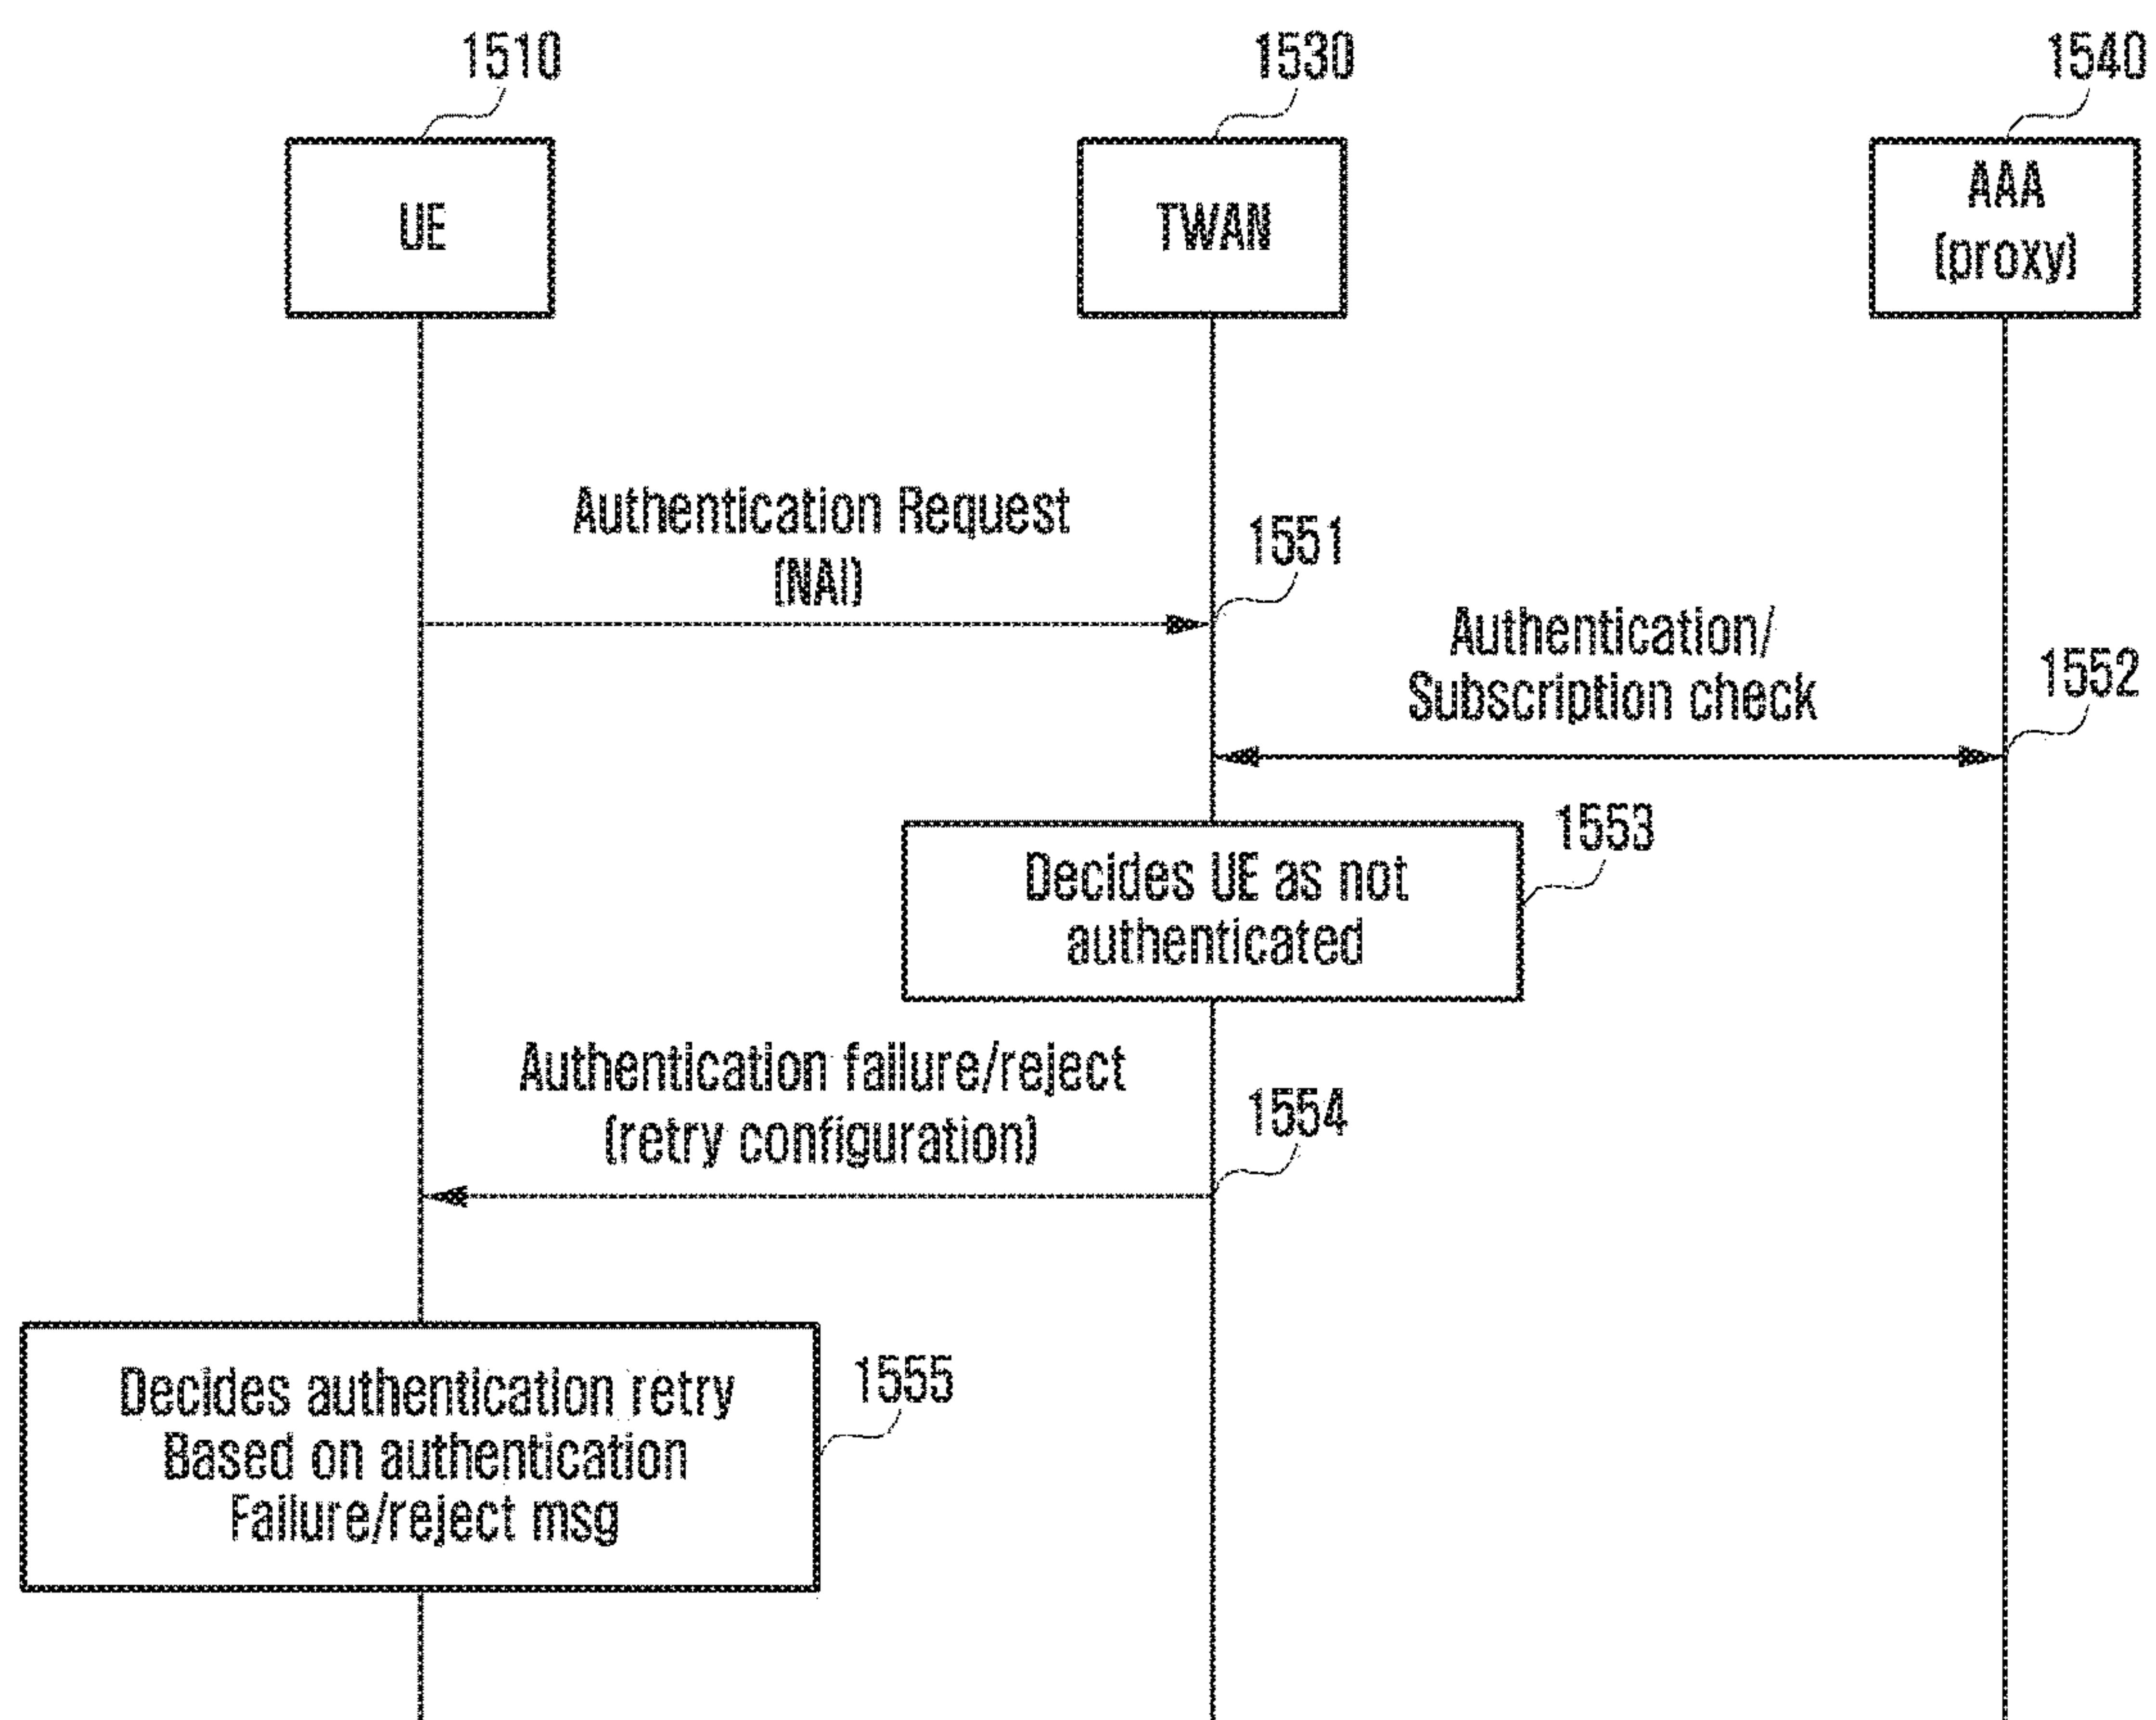 1510
1530
1540
UE
TWAN
AAA
(proxy)
Authentication Request
(NAI)
1551
Authentication/
Subscription check
1552
1553
Decides UE as not
authenticated
Authentication failure/reject
(retry configuration)
1554
Decides authentication retry
Based on authentication
Failure/reject msg
1555